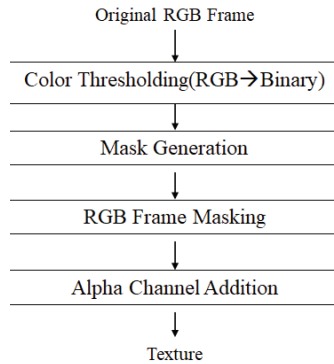 Original RGB Frame
Color Thresholding(RGB→Binary)
Mask Generation
RGB Frame Masking
Alpha Channel Addition
Texture